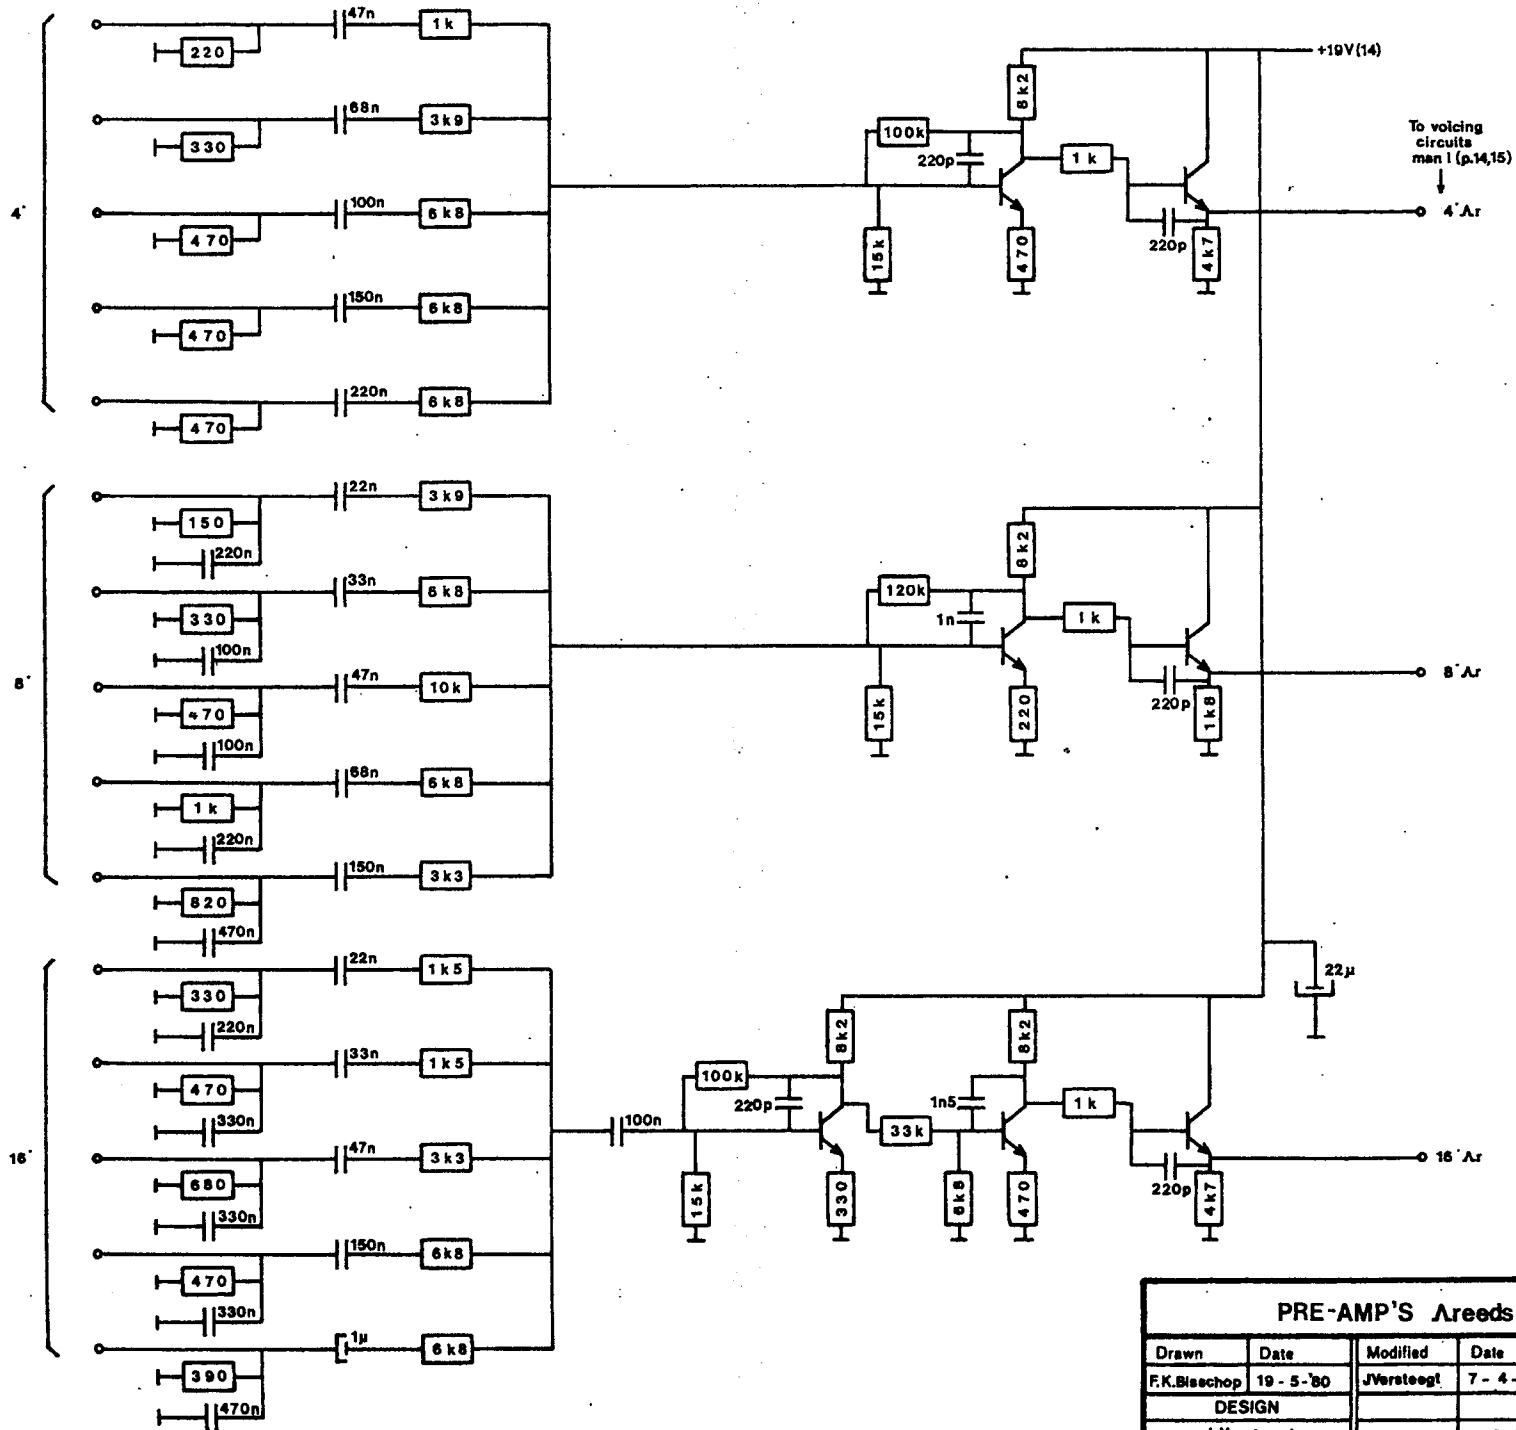 47n
1k
220
68n
3k9
330
4'
100n
6k8
470
150n
6k8
470
220n
6k8
470
8k2
+19V(14)
100k
220p
1k
15k
470
220p
4k7
To voicing
circuits
man I (p.14,15)
4' Λr
22n
3k9
150
220n
33n
6k8
330
100n
8'
47n
10k
470
100n
68n
6k8
1k
220n
150n
3k3
820
470n
8k2
120k
1n
1k
15k
220
220p
1k8
8' Λr
22n
1k5
330
220n
33n
1k5
470
330n
16'
47n
3k3
680
330n
150n
6k8
470
330n
1μ
6k8
390
470n
22μ
8k2
8k2
100k
220p
1n5
1k
100n
33k
15k
330
6k8
470
220p
4k7
16' Λr
PRE-AMP'S Λreeds
Drawn Date Modified Date
F.K.Bisschop 19-5-'80 JVersteegt 7-4-
DESIGN